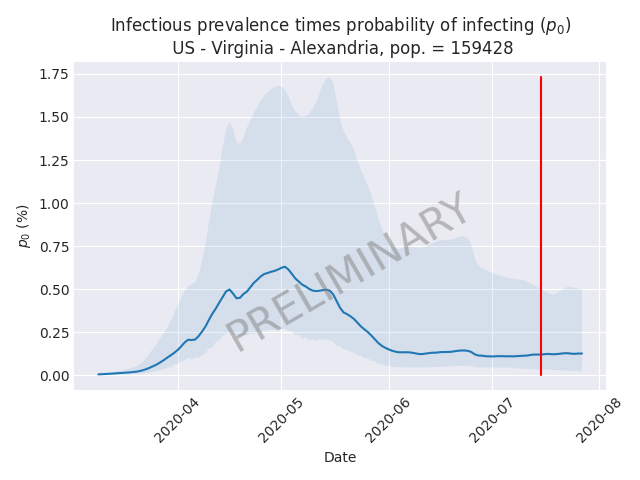 Infectious prevalence times probability of infecting (p₀)
US - Virginia - Alexandria, pop. = 159428
1.75
1.50
1.25
1.00
0.75
0.50
0.25
0.00
p₀ (%)
PRELIMINARY
2020-04
2020-05
2020-06
2020-07
2020-08
Date